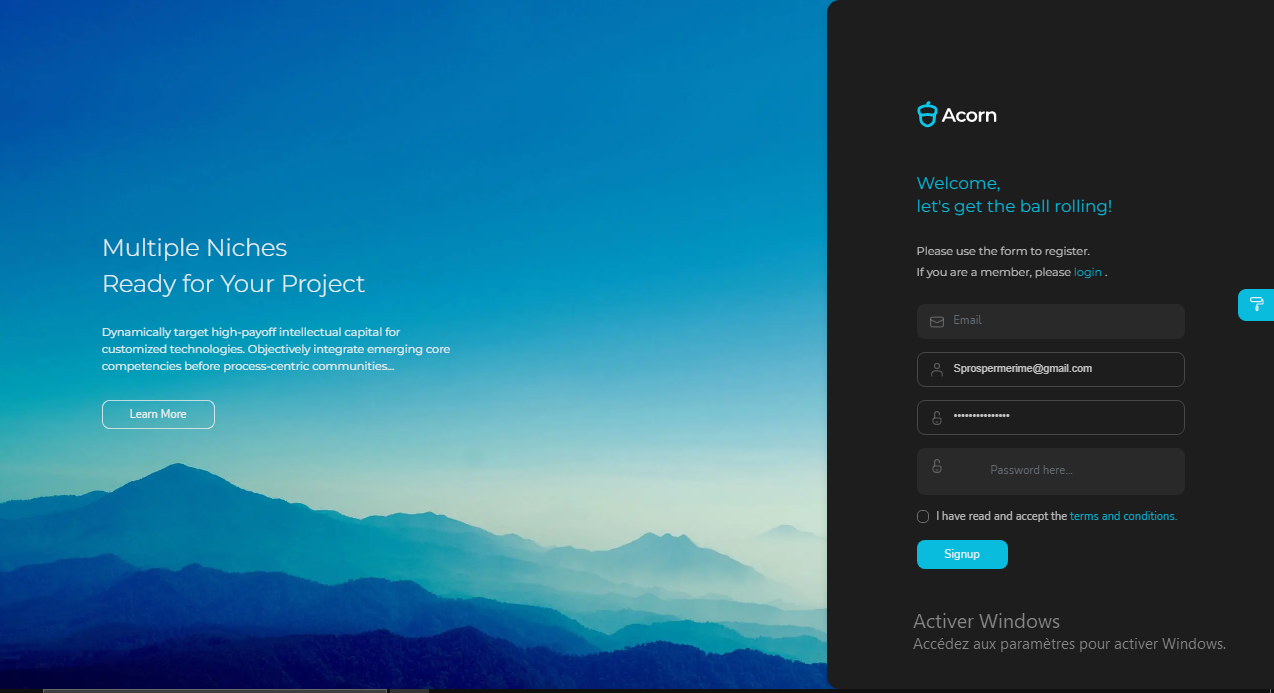 Multiple Niches
Ready for Your Project
Dynamically target high-payoff intellectual capital for
customized technologies. Objectively integrate emerging core
competencies before process-centric communities...
Learn More
Acorn
Welcome,
let's get the ball rolling!
Please use the form to register.
If you are a member, please login .
Email
Sprospermerime@gmail.com
•••••••••••••••
Password here...
I have read and accept the terms and conditions.
Signup
Activer Windows
Accédez aux paramètres pour activer Windows.